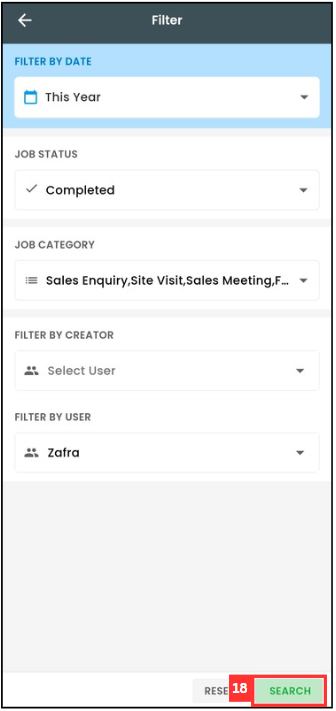 Filter
FILTER BY DATE
This Year
JOB STATUS
Completed
JOB CATEGORY
Sales Enquiry,Site Visit,Sales Meeting,F...
FILTER BY CREATOR
Select User
FILTER BY USER
Zafra
RESE 18 SEARCH